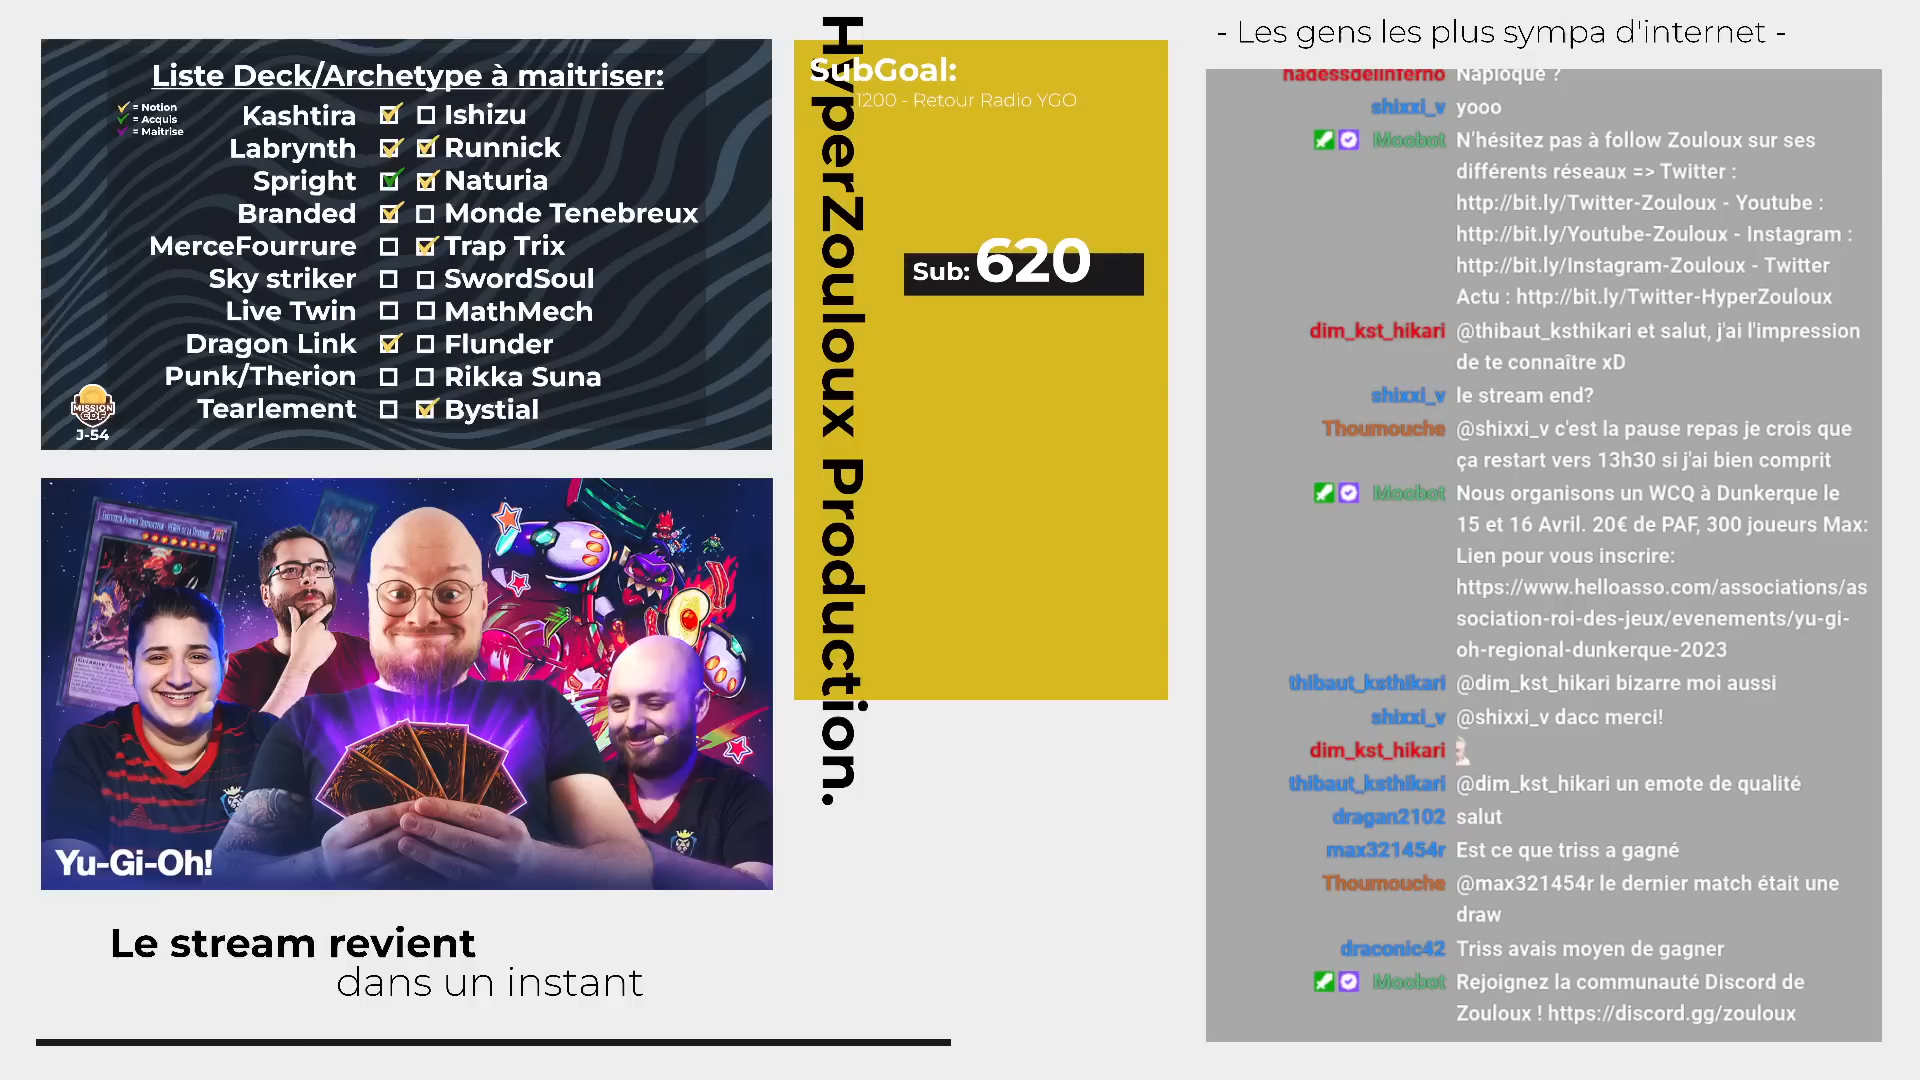 - Les gens les plus sympa d'internet -
Liste Deck/Archetype à maitriser:
= Notion
= Acquis
= Maitrise
Kashtira
Ishizu
Labrynth
Runnick
Spright
Naturia
Branded
Monde Tenebreux
MerceFourrure
Trap Trix
Sky striker
SwordSoul
Live Twin
MathMech
Dragon Link
Flunder
Punk/Therion
Rikka Suna
Tearlement
Bystial
MISSION
CDF
J-54
Yu-Gi-Oh!
Le stream revient
dans un instant
SubGoal:
1200 - Retour Radio YGO
Sub: 620
HyperZouloux Production.
hadessdelinferno Naploque ?
shixxi_v yooo
Moobot N'hésitez pas à follow Zouloux sur ses
différents réseaux => Twitter :
http://bit.ly/Twitter-Zouloux - Youtube :
http://bit.ly/Youtube-Zouloux - Instagram :
http://bit.ly/Instagram-Zouloux - Twitter
Actu : http://bit.ly/Twitter-HyperZouloux
dim_kst_hikari @thibaut_ksthikari et salut, j'ai l'impression
de te connaître xD
shixxi_v le stream end?
Thoumouche @shixxi_v c'est la pause repas je crois que
ça restart vers 13h30 si j'ai bien comprit
Moobot Nous organisons un WCQ à Dunkerque le
15 et 16 Avril. 20€ de PAF, 300 joueurs Max:
Lien pour vous inscrire:
https://www.helloasso.com/associations/as
sociation-roi-des-jeux/evenements/yu-gi-
oh-regional-dunkerque-2023
thibaut_ksthikari @dim_kst_hikari bizarre moi aussi
shixxi_v @shixxi_v dacc merci!
dim_kst_hikari
thibaut_ksthikari @dim_kst_hikari un emote de qualité
dragan2102 salut
max321454r Est ce que triss a gagné
Thoumouche @max321454r le dernier match était une
draw
draconic42 Triss avais moyen de gagner
Moobot Rejoignez la communauté Discord de
Zouloux ! https://discord.gg/zouloux